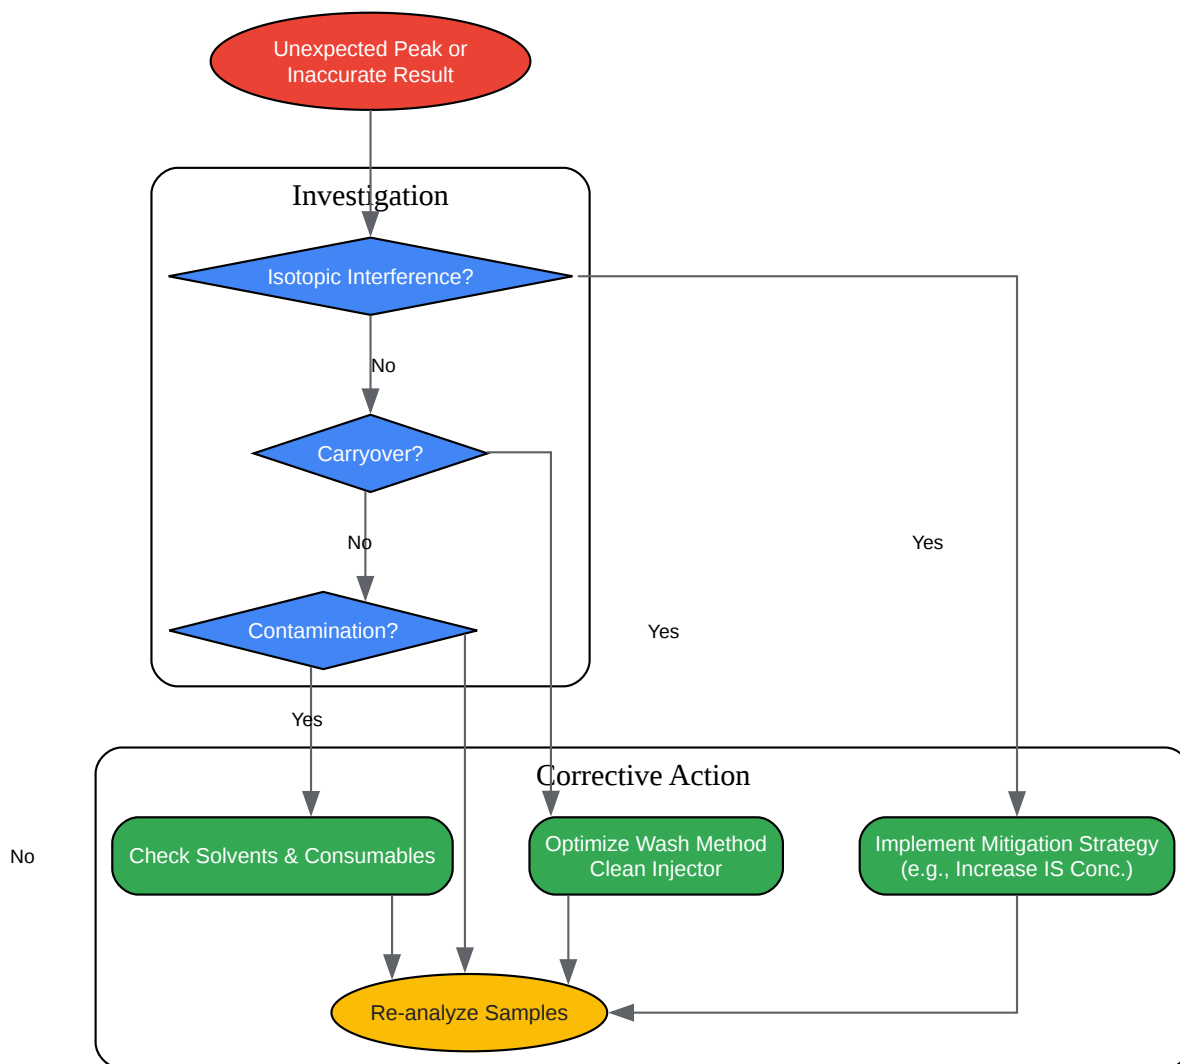 Unexpected Peak or
Inaccurate Result
Investigation
Isotopic Interference?
No
Carryover?
No
Yes
Contamination?
Yes
Yes
Corrective Action
No
Check Solvents & Consumables
Optimize Wash Method
Clean Injector
Implement Mitigation Strategy
(e.g., Increase IS Conc.)
Re-analyze Samples